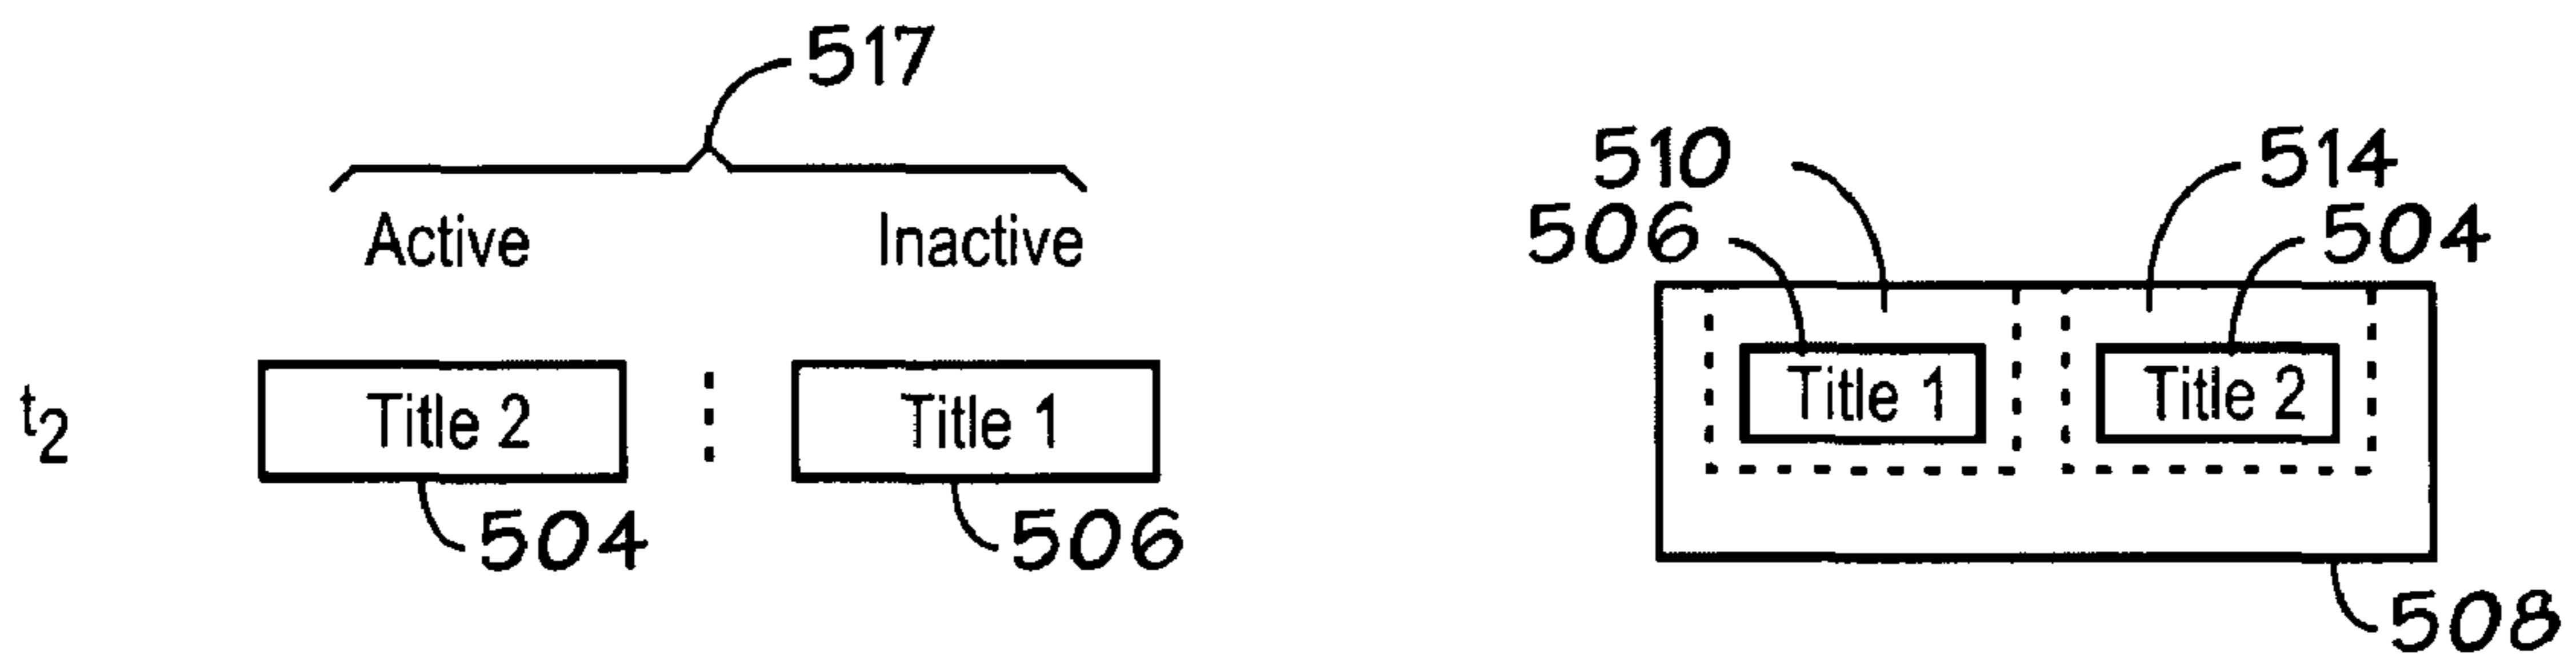 517
Active Inactive
t2 Title 2 Title 1
504 506
510 514
506 504
Title 1 Title 2
508